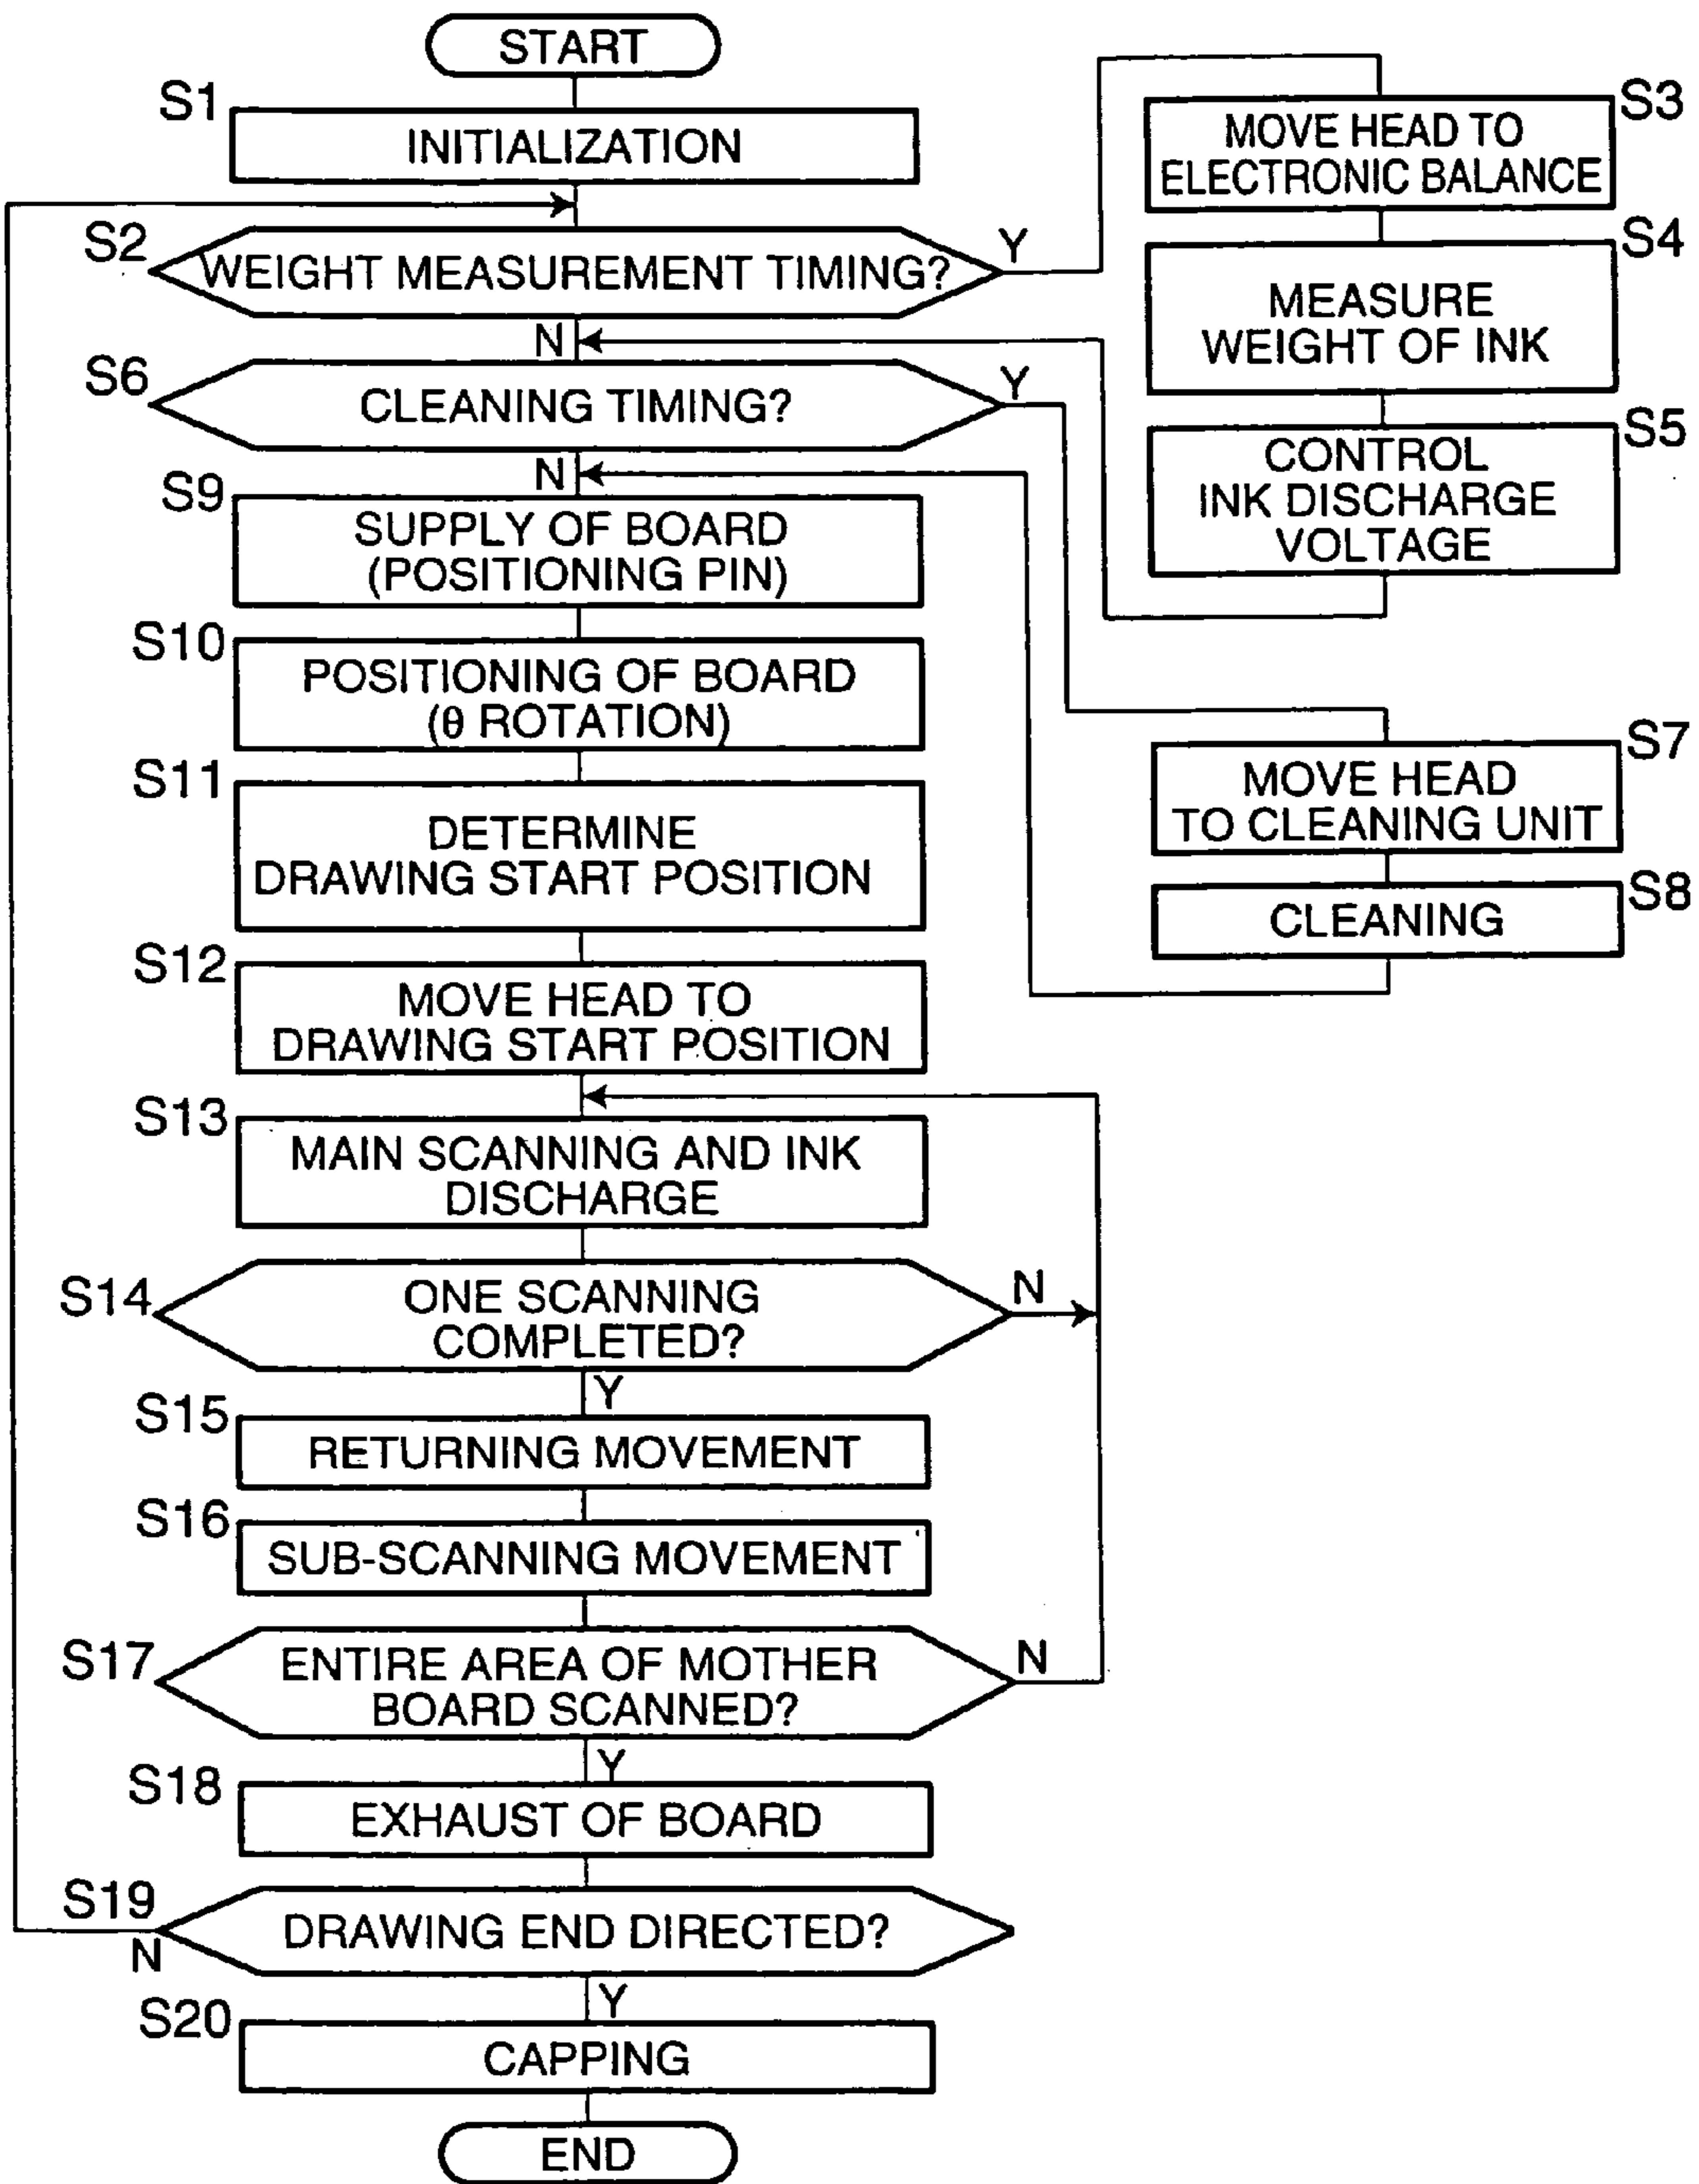 START
S1
INITIALIZATION
S2
WEIGHT MEASUREMENT TIMING?
Y
N
S3
MOVE HEAD TO
ELECTRONIC BALANCE
S4
MEASURE
WEIGHT OF INK
S5
CONTROL
INK DISCHARGE
VOLTAGE
S6
CLEANING TIMING?
Y
N
S7
MOVE HEAD
TO CLEANING UNIT
S8
CLEANING
S9
SUPPLY OF BOARD
(POSITIONING PIN)
S10
POSITIONING OF BOARD
(θ ROTATION)
S11
DETERMINE
DRAWING START POSITION
S12
MOVE HEAD TO
DRAWING START POSITION
S13
MAIN SCANNING AND INK
DISCHARGE
S14
ONE SCANNING
COMPLETED?
N
Y
S15
RETURNING MOVEMENT
S16
SUB-SCANNING MOVEMENT
S17
ENTIRE AREA OF MOTHER
BOARD SCANNED?
N
Y
S18
EXHAUST OF BOARD
S19
DRAWING END DIRECTED?
N
Y
S20
CAPPING
END